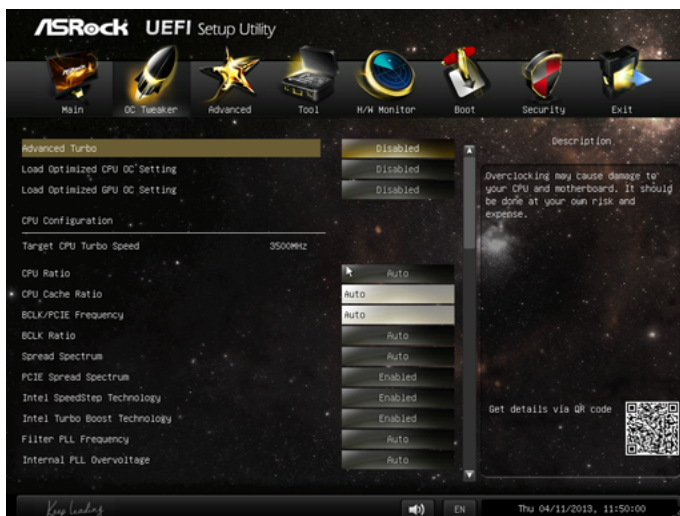 ASRock UEFI Setup Utility
Main OC Tweaker Advanced Tool H/W Monitor Boot Security Exit
Advanced Turbo Disabled
Load Optimized CPU OC Setting Disabled
Load Optimized GPU OC Setting Disabled
CPU Configuration
Target CPU Turbo Speed 3500MHz
CPU Ratio Auto
CPU Cache Ratio Auto
BCLK/PCIE Frequency Auto
BCLK Ratio Auto
Spread Spectrum Auto
PCIE Spread Spectrum Enabled
Intel SpeedStep Technology Enabled
Intel Turbo Boost Technology Enabled
Filter PLL Frequency Auto
Internal PLL Overvoltage Auto
Description
Overclocking may cause damage to
your CPU and motherboard. It should
be done at your own risk and
expense.
Get details via QR code
Keep Leading
EN
Thu 04/11/2013, 11:50:00